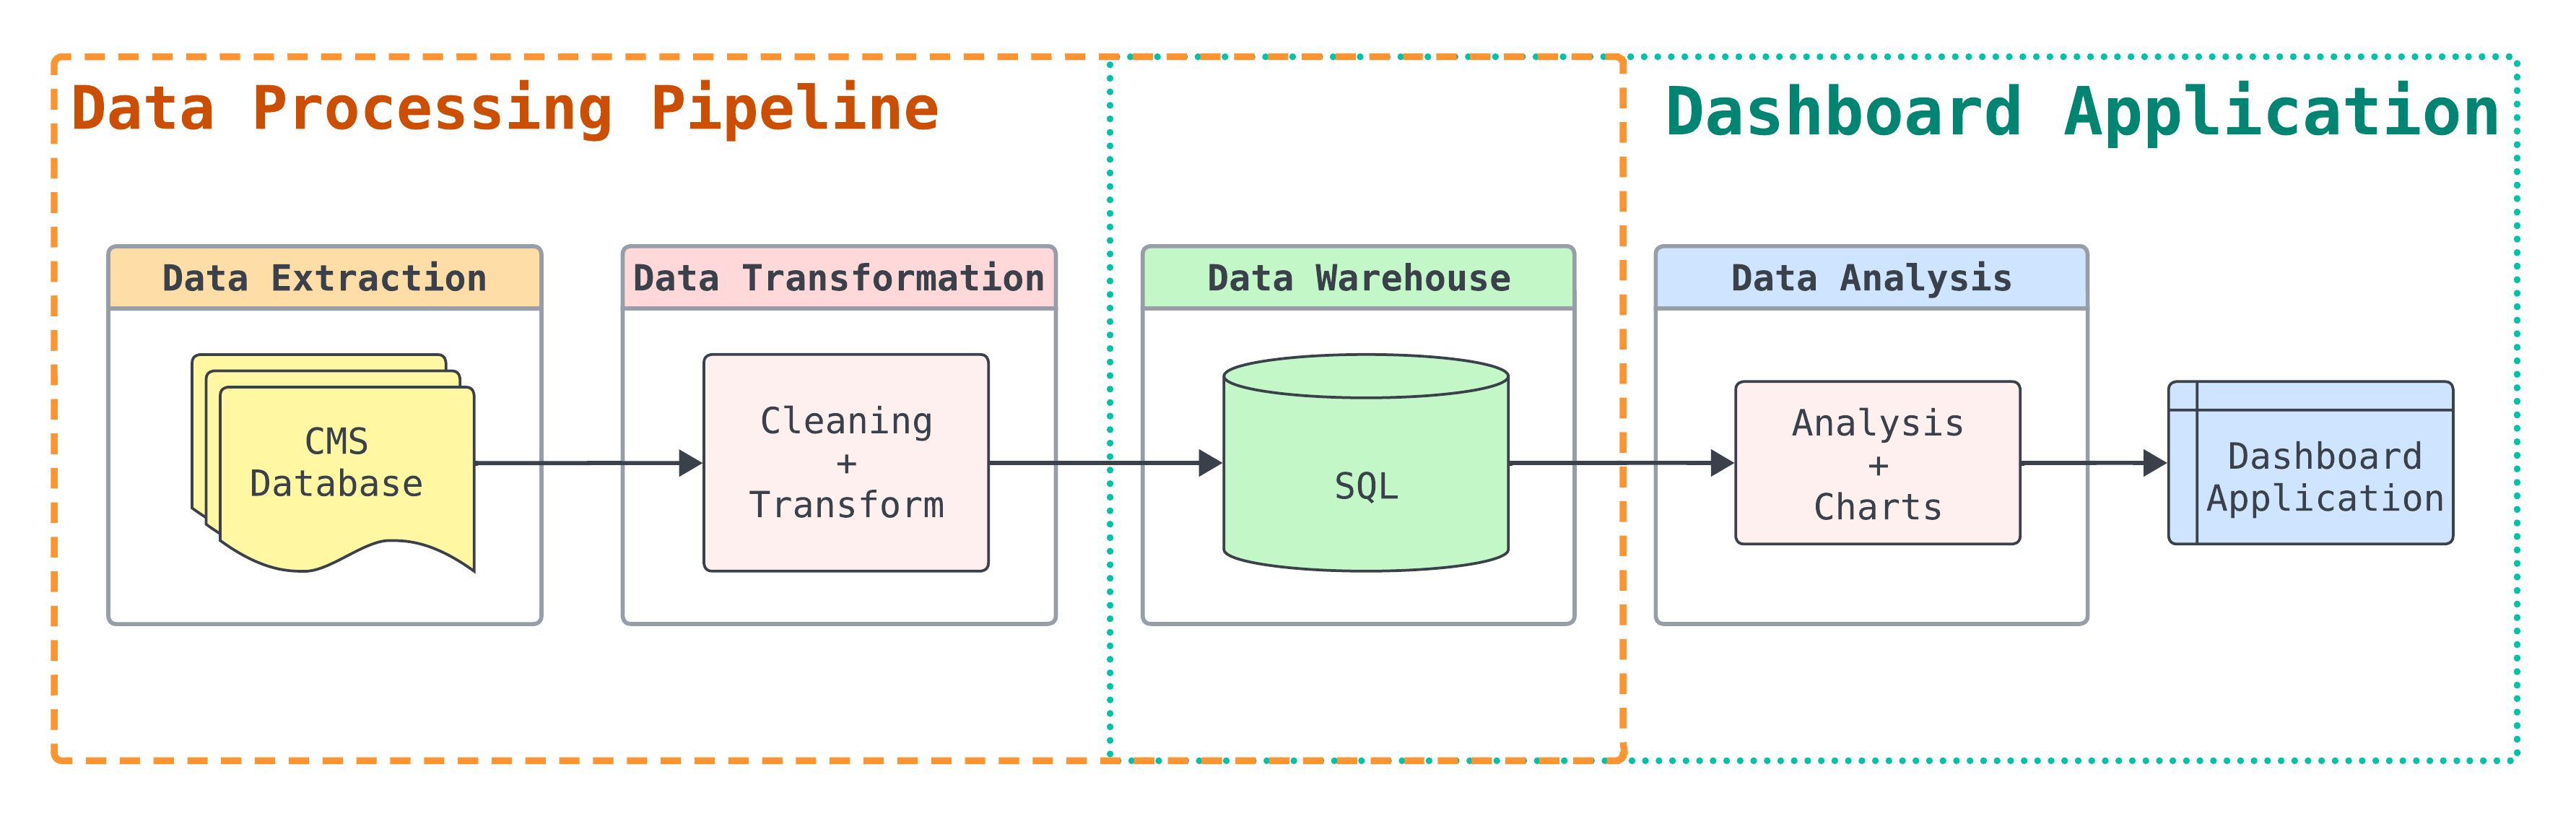 Data Processing Pipeline
Dashboard Application
Data Extraction
CMS
Database
Data Transformation
Cleaning
+
Transform
Data Warehouse
SQL
Data Analysis
Analysis
+
Charts
Dashboard
Application